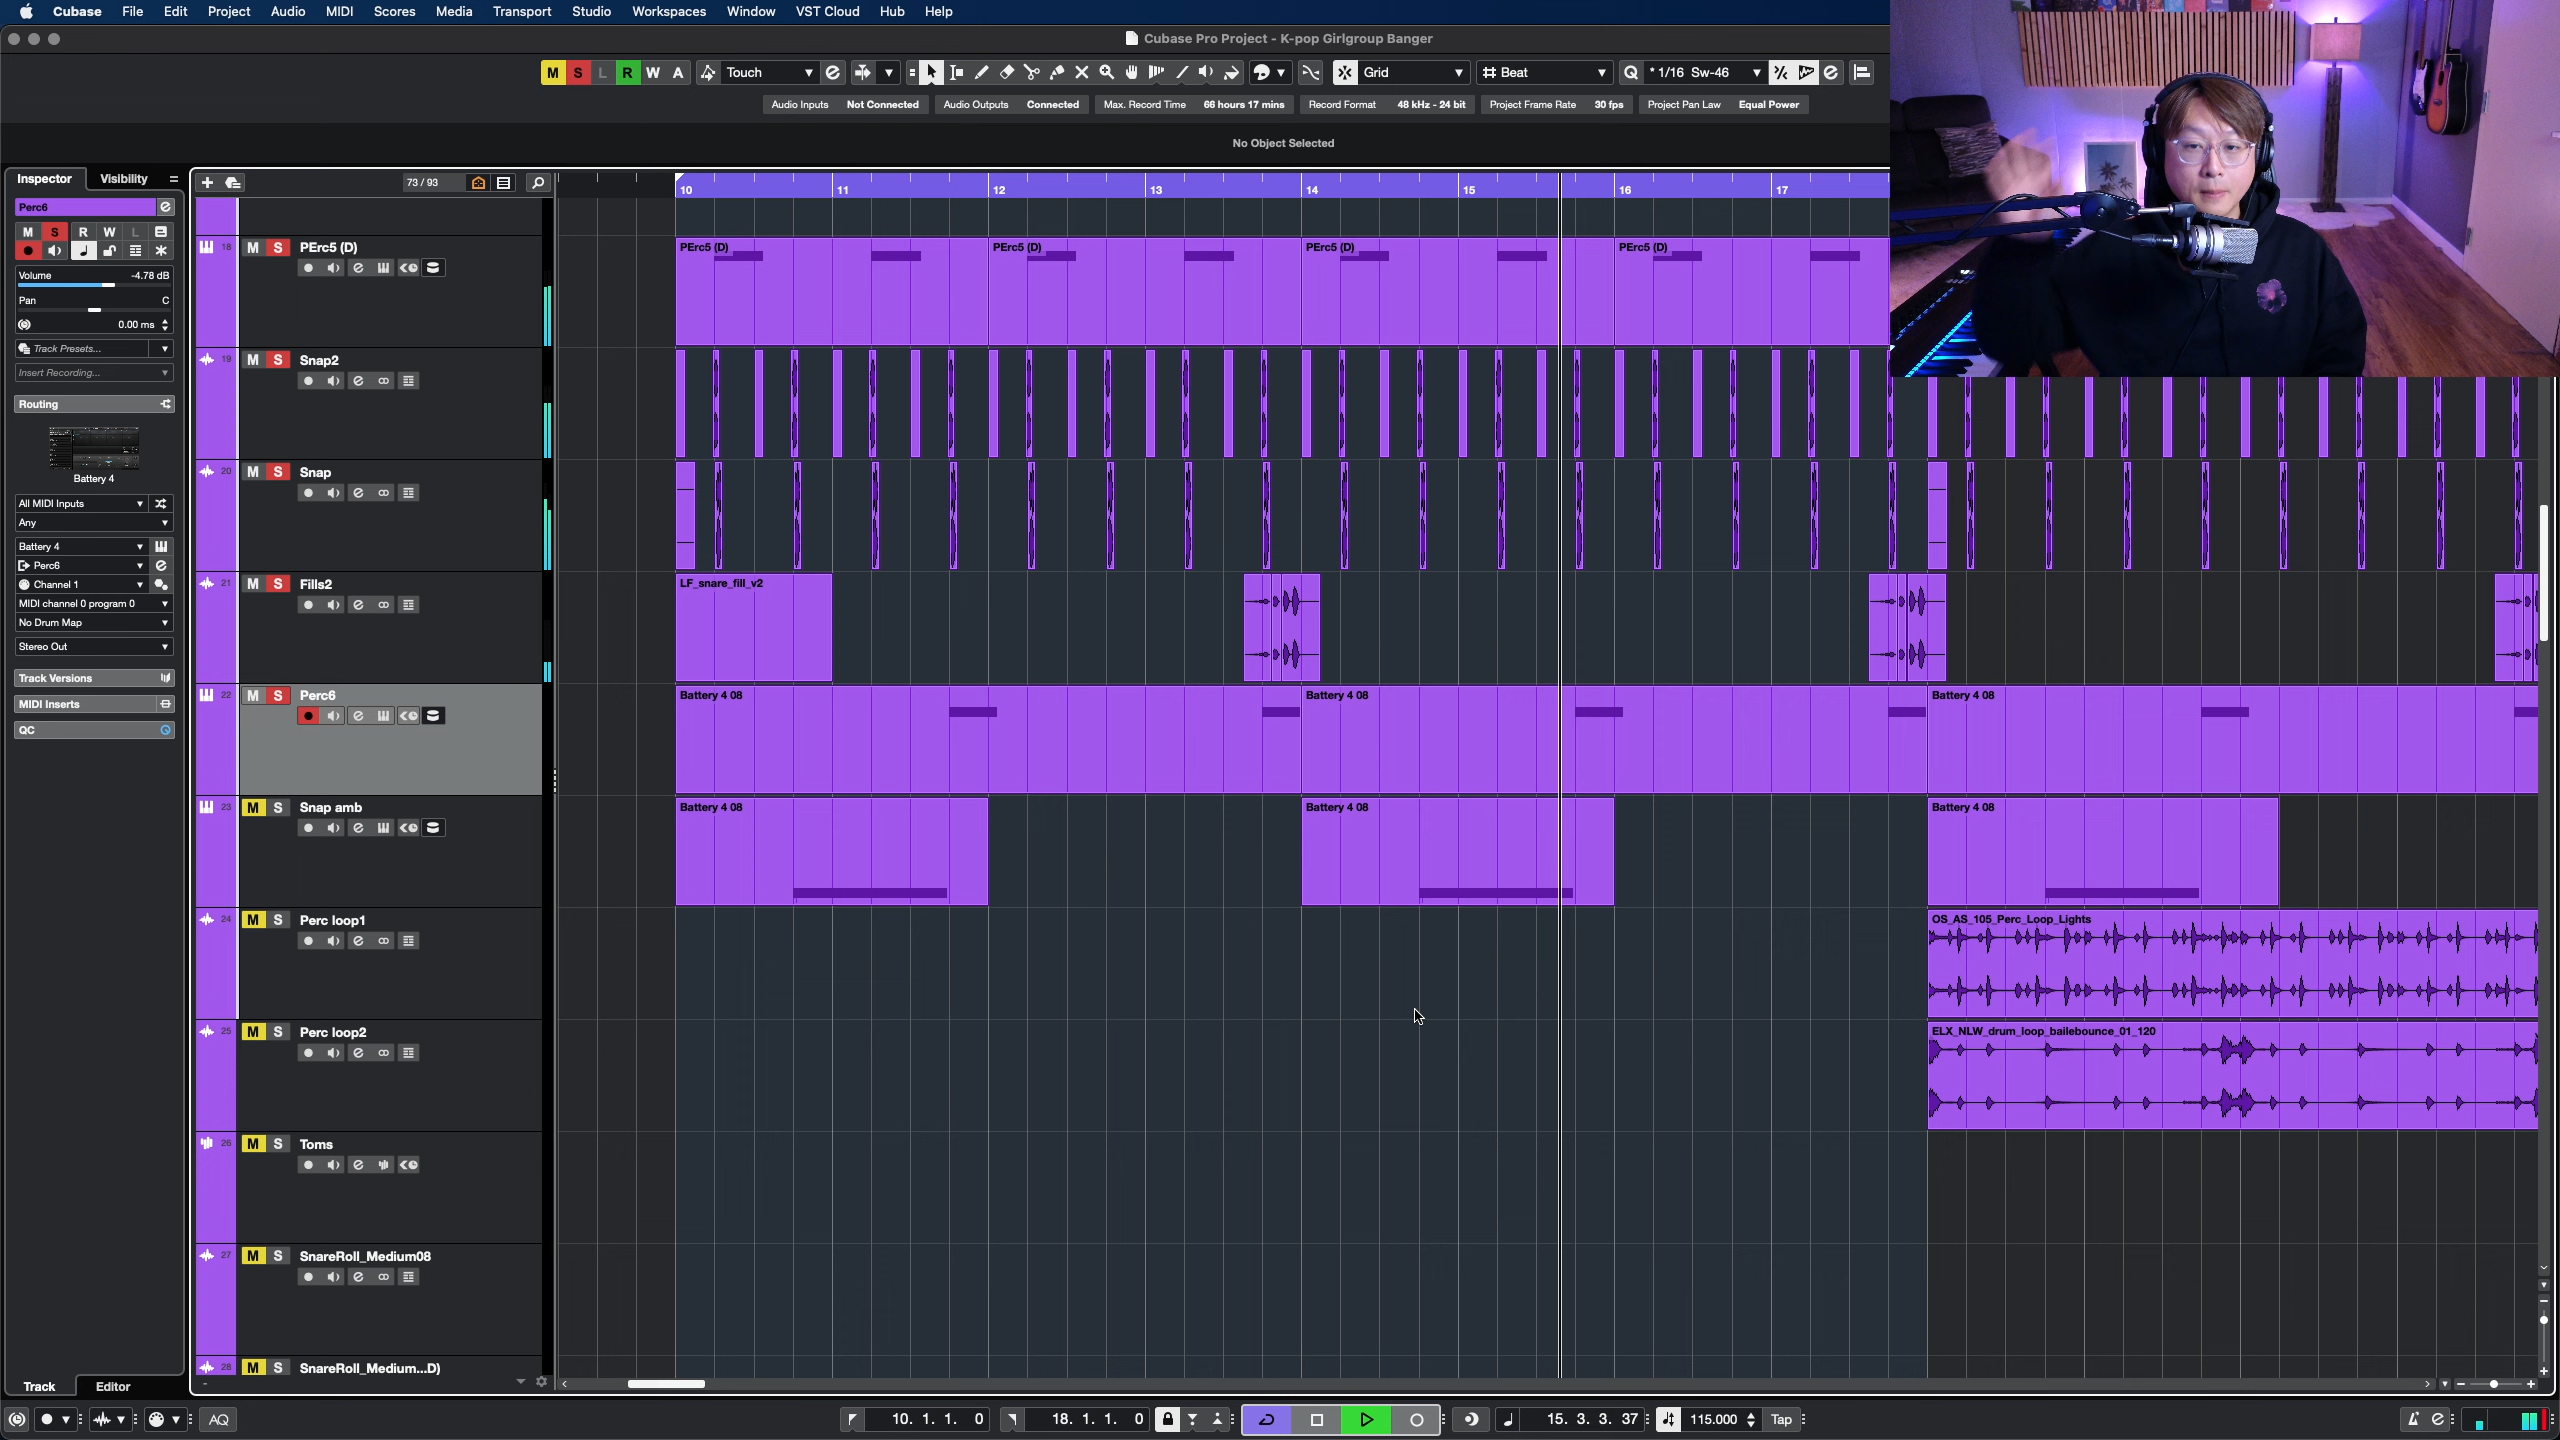 Cubase File Edit Project Audio MIDI Scores Media Transport Studio Workspaces Window VST Cloud Hub Help
Cubase Pro Project - K-pop Girlgroup Banger
M S L R W A Touch Grid Beat Q * 1/16 Sw-46
Audio Inputs Not Connected Audio Outputs Connected Max. Record Time 66 hours 17 mins Record Format 48 kHz - 24 bit Project Frame Rate 30 fps Project Pan Law Equal Power
No Object Selected
Inspector Visibility
73 / 93
10 11 12 13 14 15 16 17
Perc6
M S R W L
Volume -4.78 dB
Pan C
0.00 ms
Track Presets...
Insert Recording...
Routing
Battery 4
All MIDI Inputs
Any
Battery 4
Perc6
Channel 1
MIDI channel 0 program 0
No Drum Map
Stereo Out
Track Versions
MIDI Inserts
QC
18 M S PErc5 (D)
PErc5 (D) PErc5 (D) PErc5 (D) PErc5 (D)
19 M S Snap2
20 M S Snap
21 M S Fills2
LF_snare_fill_v2
22 M S Perc6
Battery 4 08 Battery 4 08 Battery 4 08
23 M S Snap amb
Battery 4 08 Battery 4 08 Battery 4 08
24 M S Perc loop1
OS_AS_105_Perc_Loop_Lights
25 M S Perc loop2
ELX_NLW_drum_loop_bailebounce_01_120
26 M S Toms
27 M S SnareRoll_Medium08
28 M S SnareRoll_Medium...D)
Track Editor
AQ 10. 1. 1. 0 18. 1. 1. 0 15. 3. 3. 37 115.000 Tap